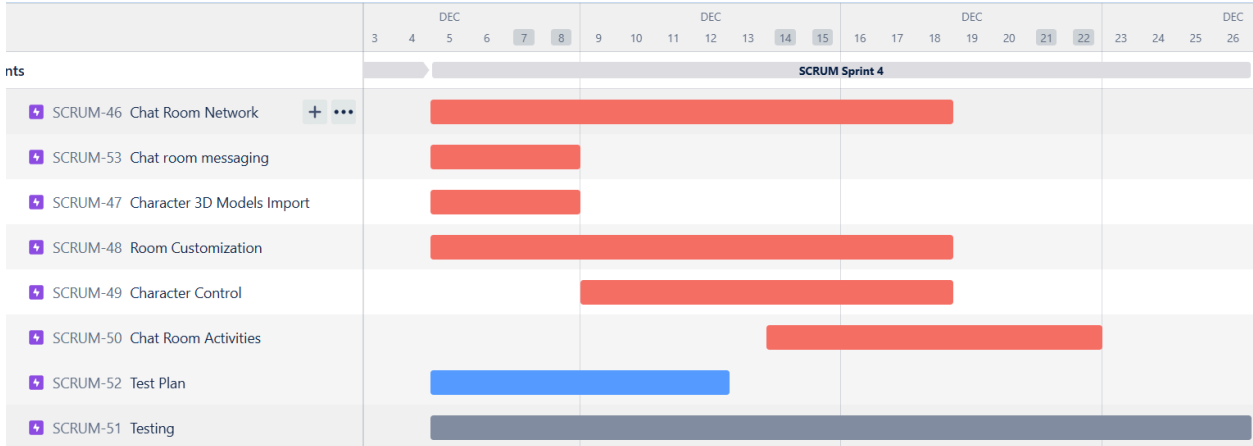 DEC DEC DEC DEC
3 4 5 6 7 8 9 10 11 12 13 14 15 16 17 18 19 20 21 22 23 24 25 26
nts
SCRUM Sprint 4
SCRUM-46 Chat Room Network
SCRUM-53 Chat room messaging
SCRUM-47 Character 3D Models Import
SCRUM-48 Room Customization
SCRUM-49 Character Control
SCRUM-50 Chat Room Activities
SCRUM-52 Test Plan
SCRUM-51 Testing